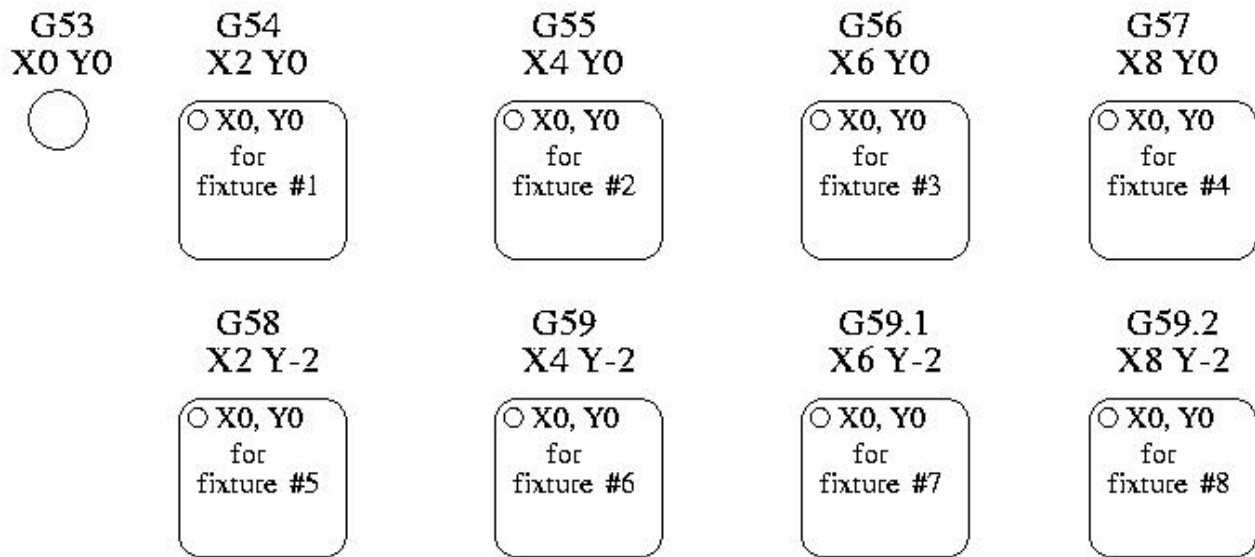 G53 G54 G55 G56 G57
X0 Y0 X2 Y0 X4 Y0 X6 Y0 X8 Y0
X0, Y0 X0, Y0 X0, Y0 X0, Y0
for for for for
fixture #1 fixture #2 fixture #3 fixture #4
G58 G59 G59.1 G59.2
X2 Y-2 X4 Y-2 X6 Y-2 X8 Y-2
X0, Y0 X0, Y0 X0, Y0 X0, Y0
for for for for
fixture #5 fixture #6 fixture #7 fixture #8